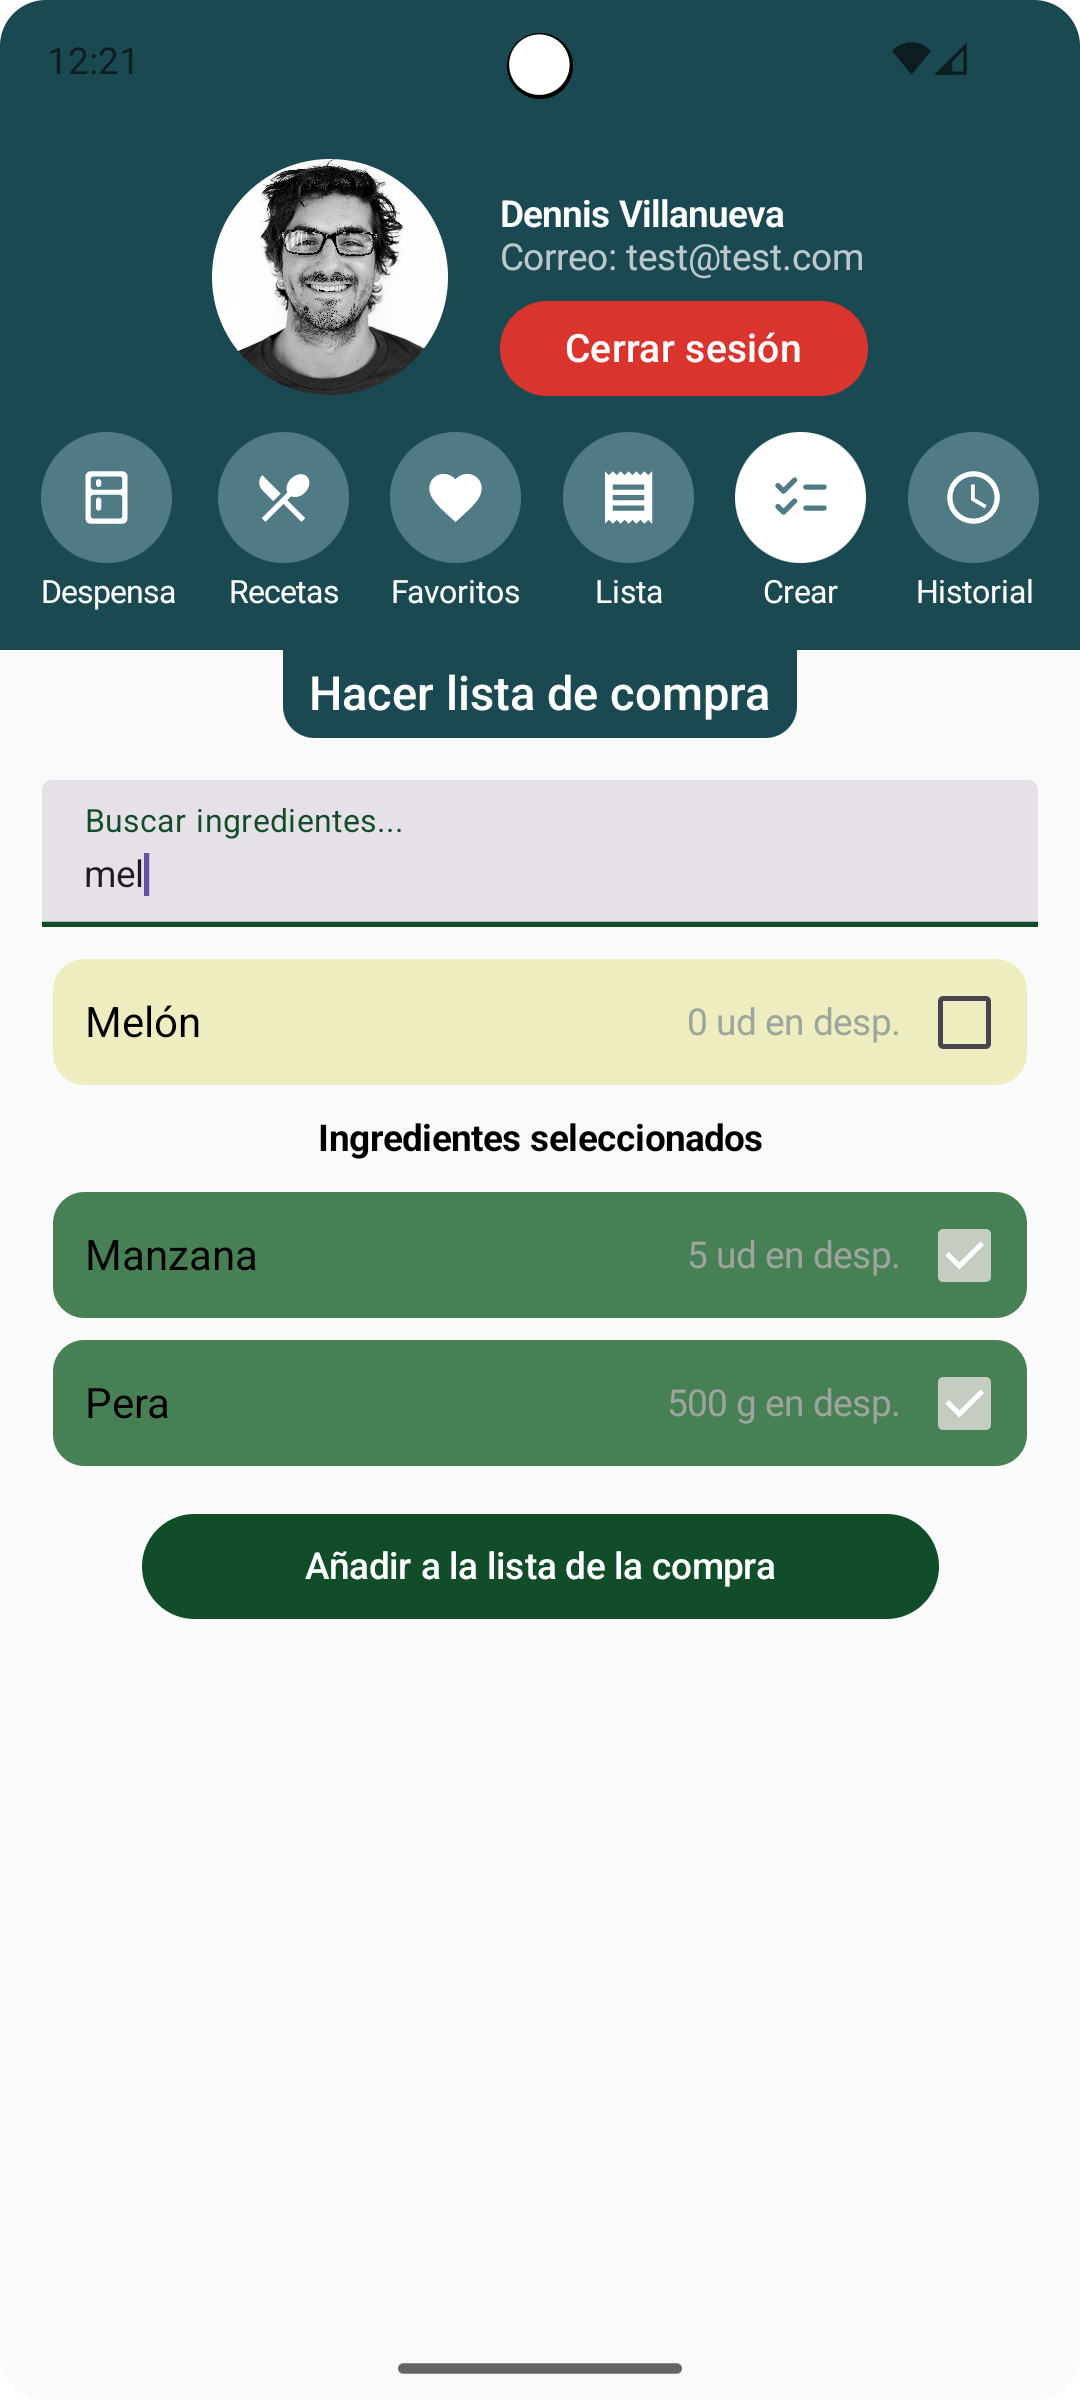 12:21
Dennis Villanueva
Correo: test@test.com
Cerrar sesión
Despensa Recetas Favoritos Lista Crear Historial
Hacer lista de compra
Buscar ingredientes...
mel
Melón 0 ud en desp.
Ingredientes seleccionados
Manzana 5 ud en desp.
Pera 500 g en desp.
Añadir a la lista de la compra